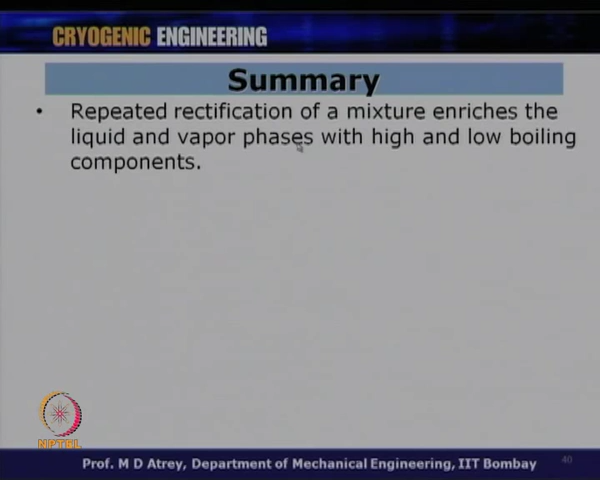 CRYOGENIC ENGINEERING
Summary
• Repeated rectification of a mixture enriches the
liquid and vapor phases with high and low boiling
components.
NPTEL
Prof. M D Atrey, Department of Mechanical Engineering, IIT Bombay 40